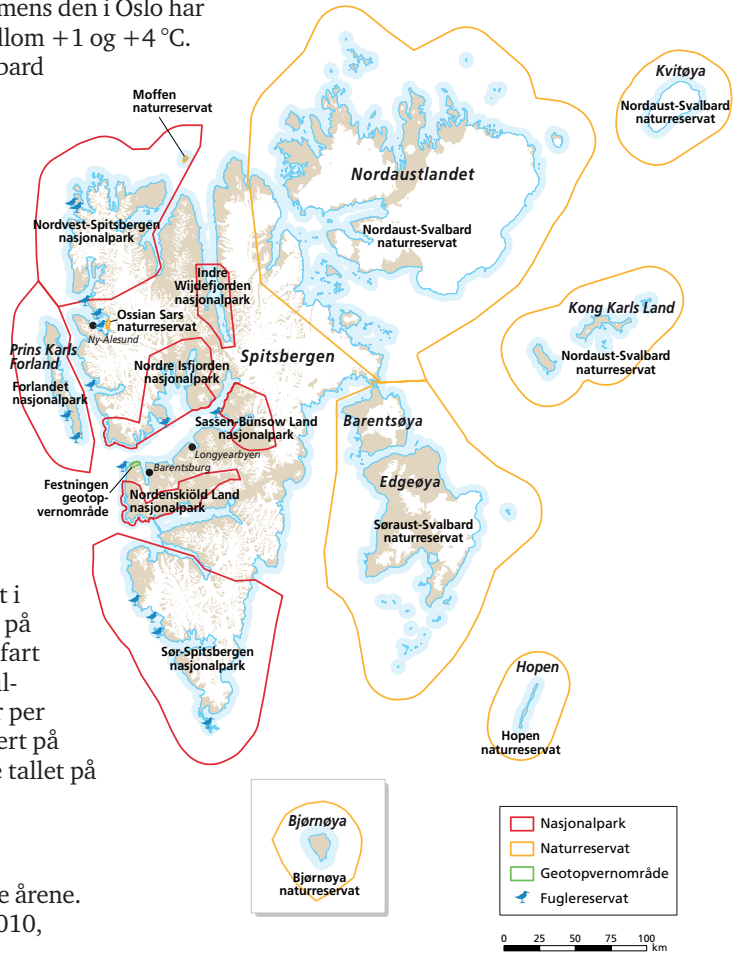 mens den i Oslo har
llom +1 og +4 °C.
bard
Moffen
naturreservat
Kvitøya
Nordaust-Svalbard
naturreservat
Nordaustlandet
Nordvest-Spitsbergen
nasjonalpark
Nordaust-Svalbard
naturreservat
Indre
Wijdefjorden
nasjonalpark
Kong Karls Land
Ossian Sars
naturreservat
Ny-Ålesund
Prins Karls
Forland
Spitsbergen
Nordaust-Svalbard
naturreservat
Nordre Isfjorden
nasjonalpark
Forlandet
nasjonalpark
Sassen-Bünsow Land
nasjonalpark
Barentsøya
Longyearbyen
Barentsburg
Festningen
geotop-
vernområde
Nordenskiöld Land
nasjonalpark
Edgeøya
Søraust-Svalbard
naturreservat
t i
på
fart
l-
r per
ert på
e tallet på
Sør-Spitsbergen
nasjonalpark
Hopen
Hopen
naturreservat
Bjørnøya
Bjørnøya
naturreservat
Nasjonalpark
Naturreservat
Geotopvernområde
Fuglereservat
e årene.
010,
0 25 50 75 100
km